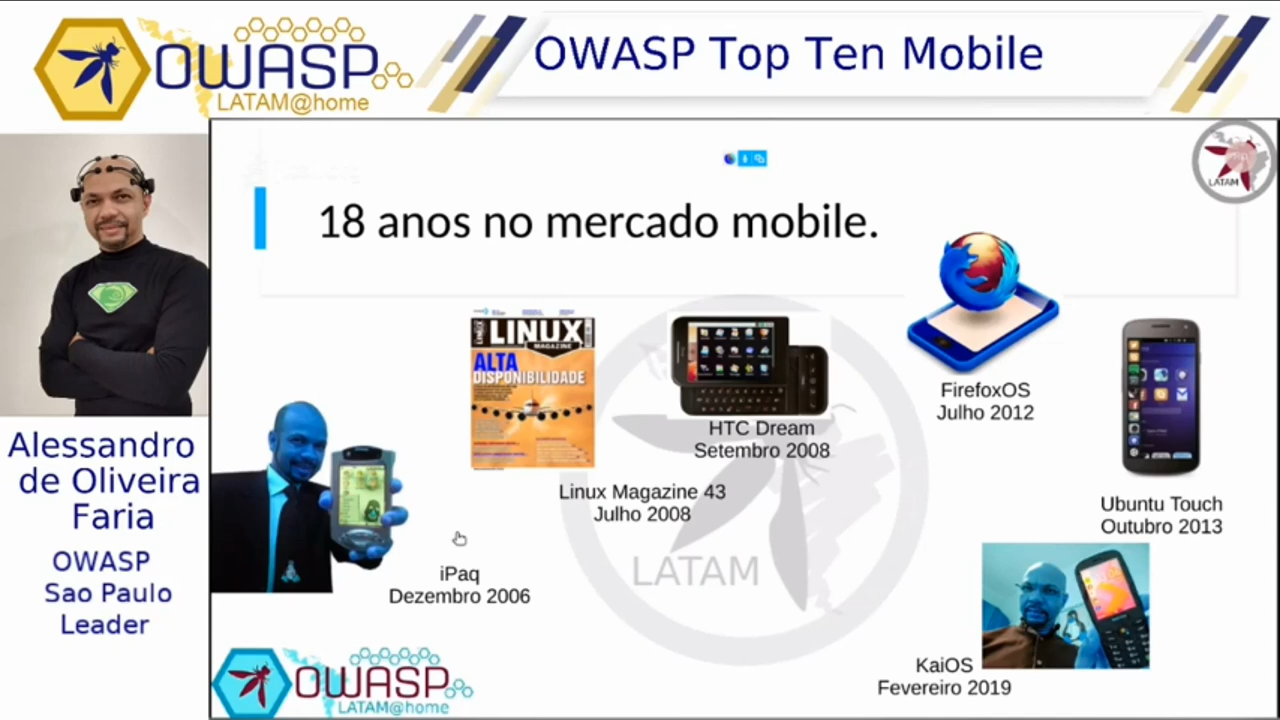 OWASP
LATAM@home
OWASP Top Ten Mobile
LATAM
18 anos no mercado mobile.
LINUX
MAGAZINE
ALTA
DISPONIBILIDADE
HTC Dream
Setembro 2008
FirefoxOS
Julho 2012
Linux Magazine 43
Julho 2008
Ubuntu Touch
Outubro 2013
iPaq
Dezembro 2006
LATAM
KaiOS
Fevereiro 2019
OWASP
LATAM@home
Alessandro
de Oliveira
Faria
OWASP
Sao Paulo
Leader